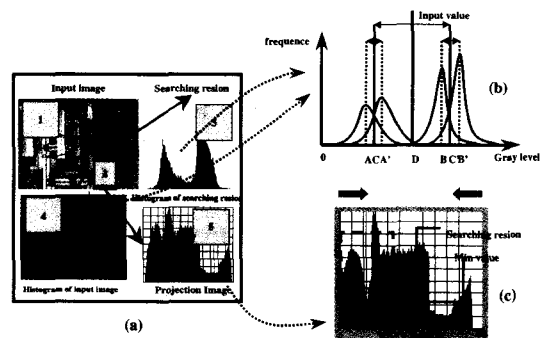 Input image
Searching resion
1
2
3
Histogram of searching resion
4
5
Histogram of input image
Projection Image
(a)
Input value
frequence
(b)
0
A C A' D B C' B' Gray level
Searching resion
Min value
(c)